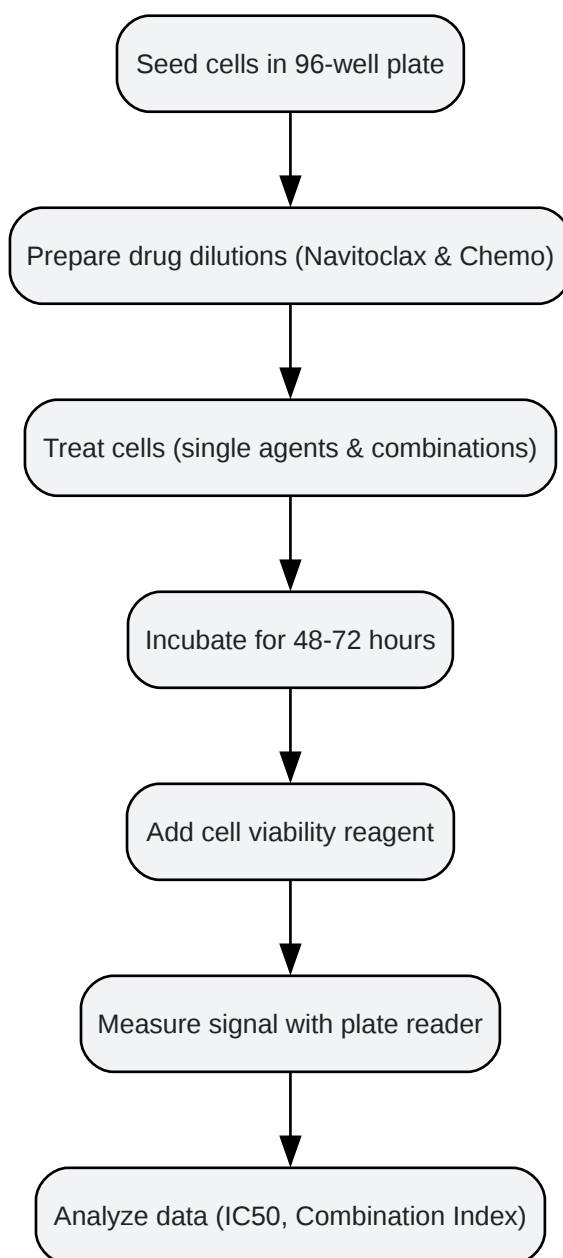 Seed cells in 96-well plate
Prepare drug dilutions (Navitoclax & Chemo)
Treat cells (single agents & combinations)
Incubate for 48-72 hours
Add cell viability reagent
Measure signal with plate reader
Analyze data (IC50, Combination Index)